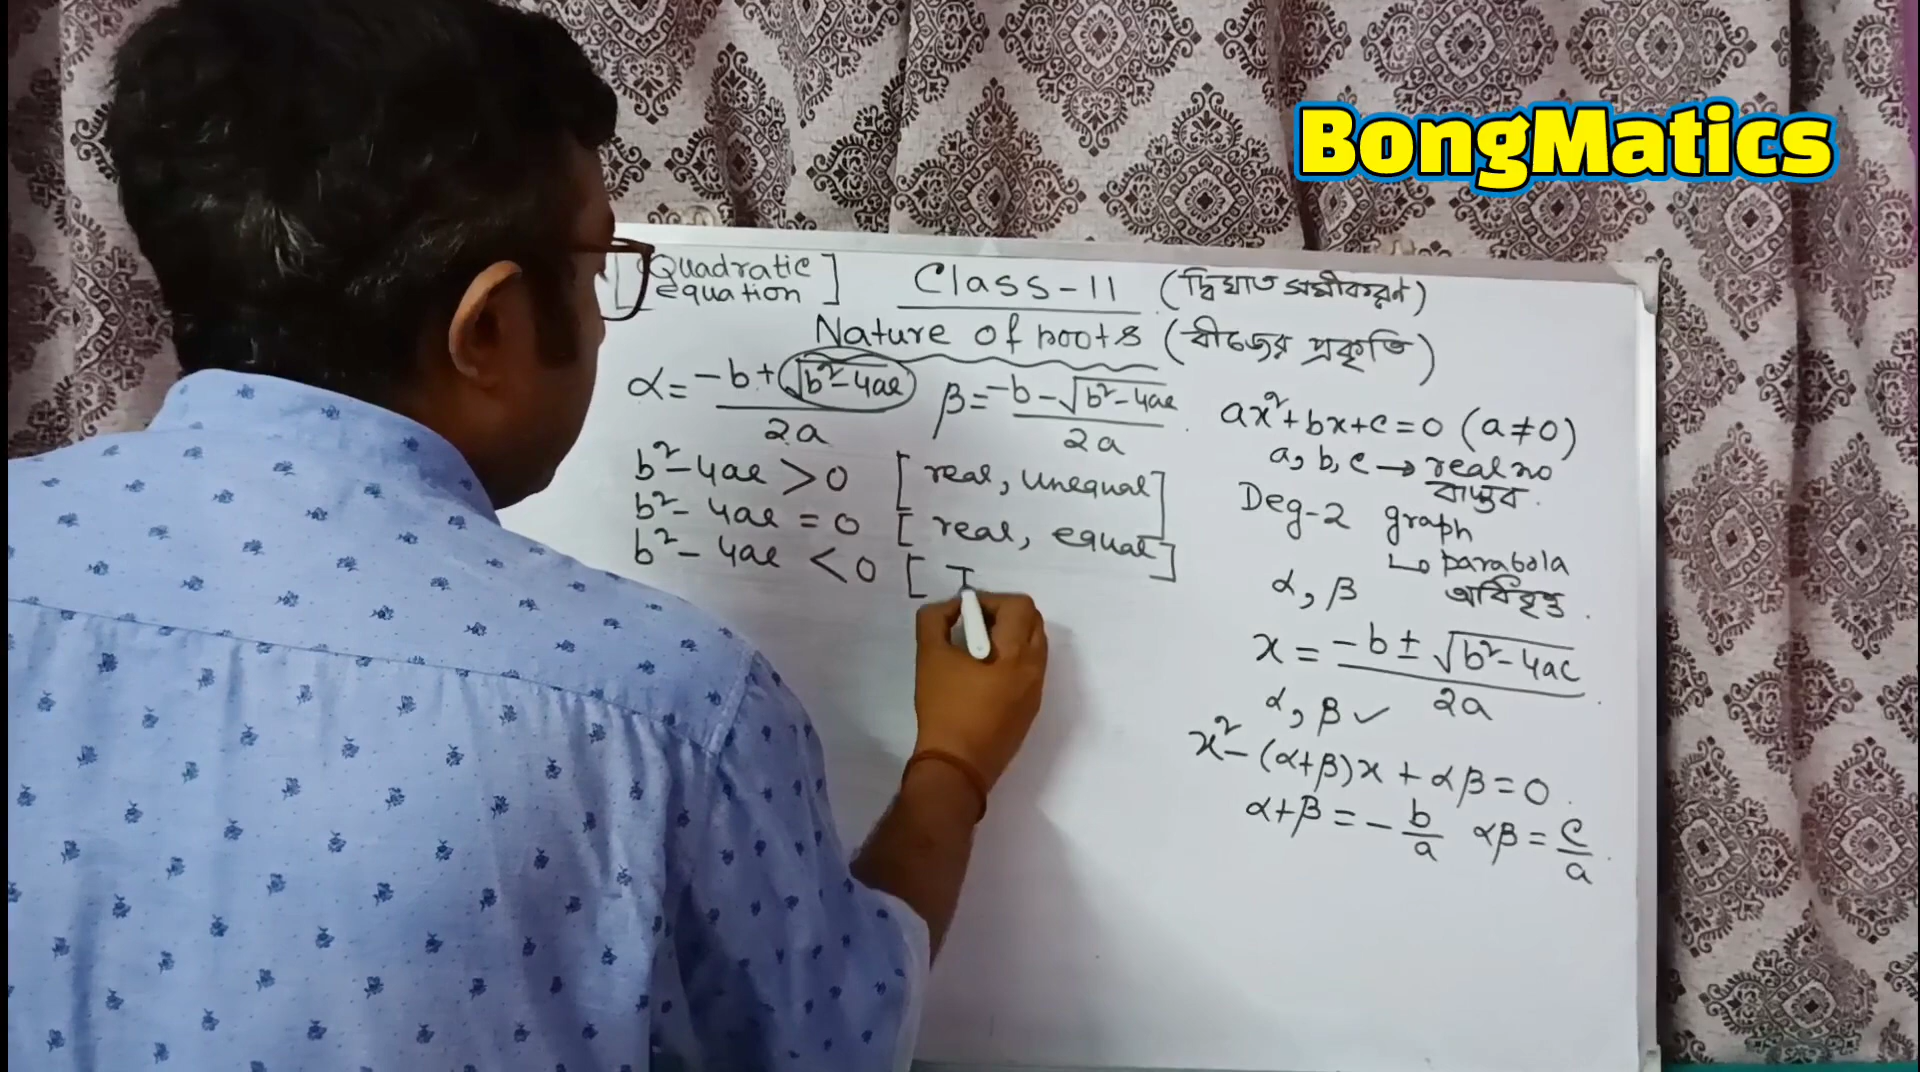 BongMatics
[Quadratic equation] Class-11 (দ্বিঘাত সমীকরণ)
Nature of roots (বীজের প্রকৃতি)
α = (-b + √(b²-4ac))/2a β = (-b - √(b²-4ac))/2a
b²-4ac > 0 [real, unequal]
b²-4ac = 0 [real, equal]
b²-4ac < 0 [I
ax²+bx+c=0 (a≠0)
a, b, c → real no
বাস্তব.
Deg-2 graph
↳ parabola
α, β অধিবৃত্ত
x = (-b ± √(b²-4ac))/2a
α, β ✓
x²-(α+β)x+αβ=0
α+β = -b/a αβ = c/a